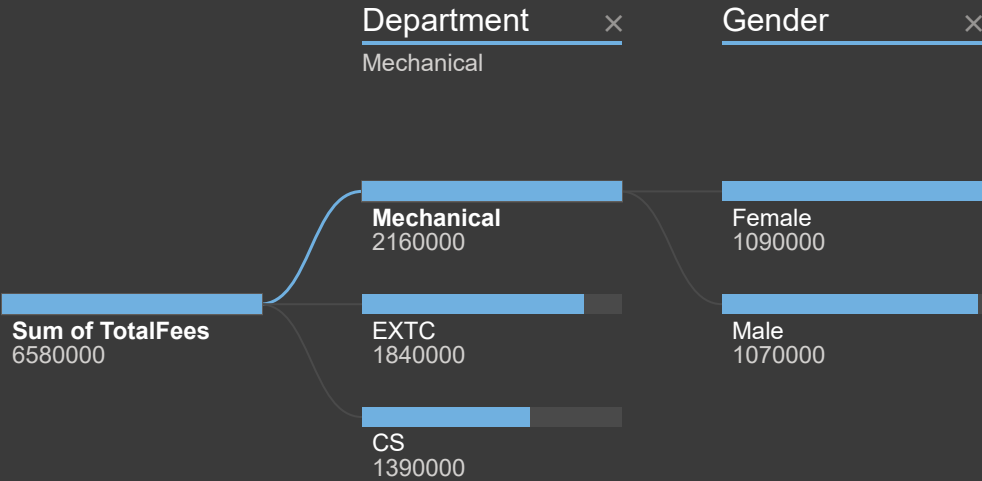 Department ×
Gender ×
Mechanical
Mechanical
2160000
Female
1090000
Sum of TotalFees
6580000
EXTC
1840000
Male
1070000
CS
1390000